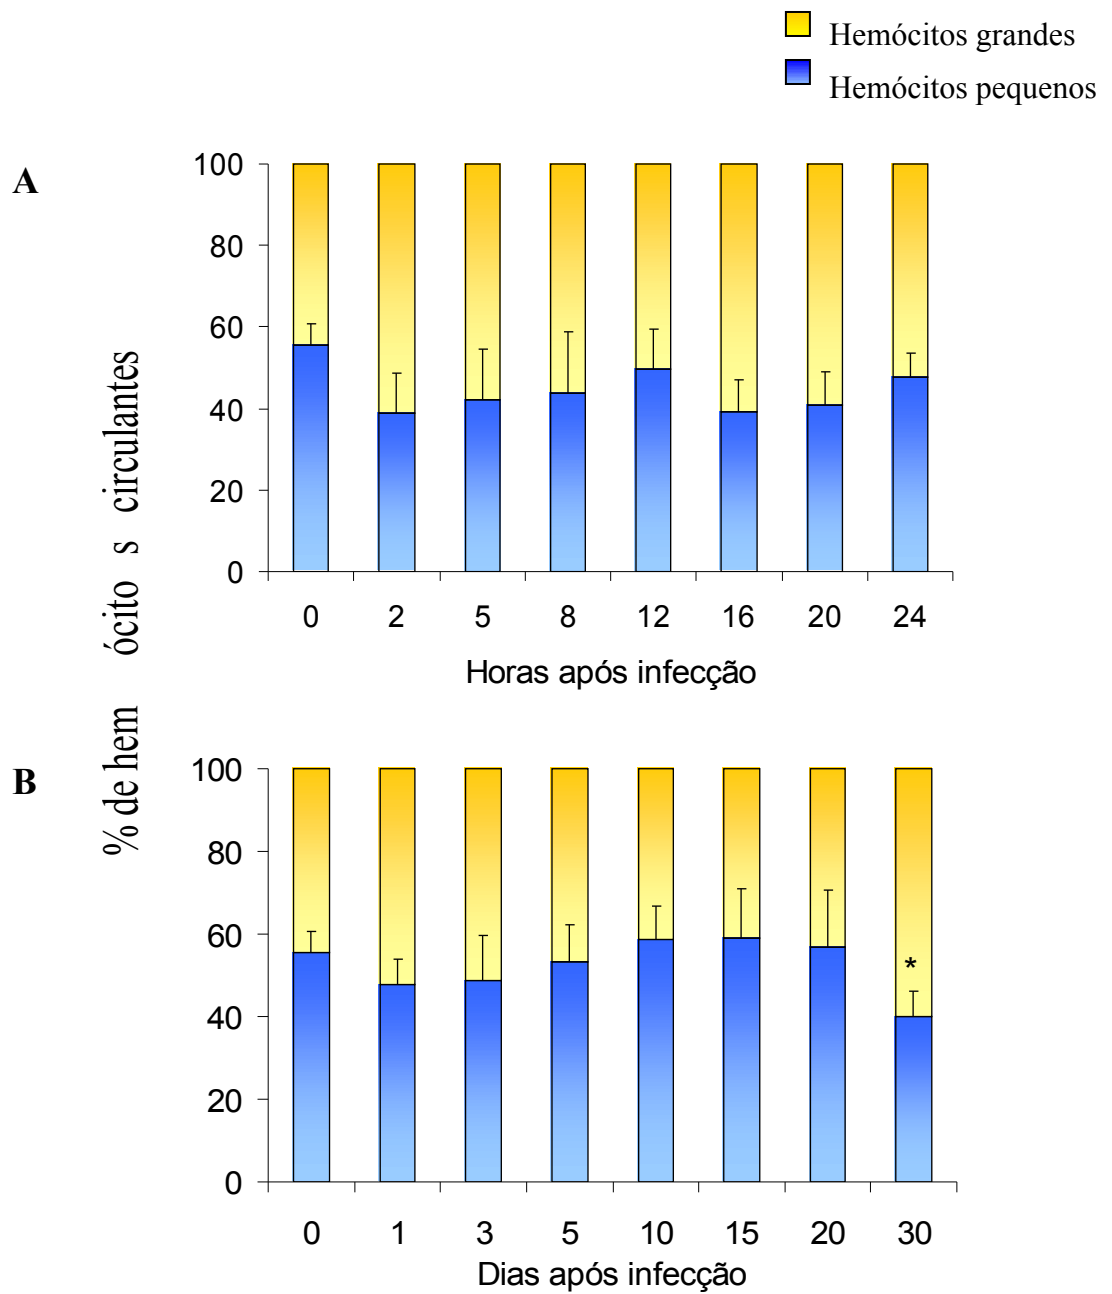 Hemócitos grandes
Hemócitos pequenos
A
100
80
60
40
20
0
0 2 5 8 12 16 20 24
Horas após infecção
% de hem ócito s circulantes
B
100
80
60
40
20
0
*
0 1 3 5 10 15 20 30
Dias após infecção